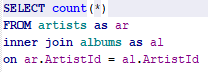 SELECT count(*)
FROM artists as ar
inner join albums as al
on ar.ArtistId = al.ArtistId